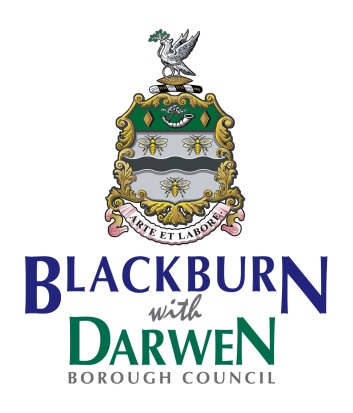 ARTE ET LABORE
BLACKBURN
with
DARWEN
BOROUGH COUNCIL